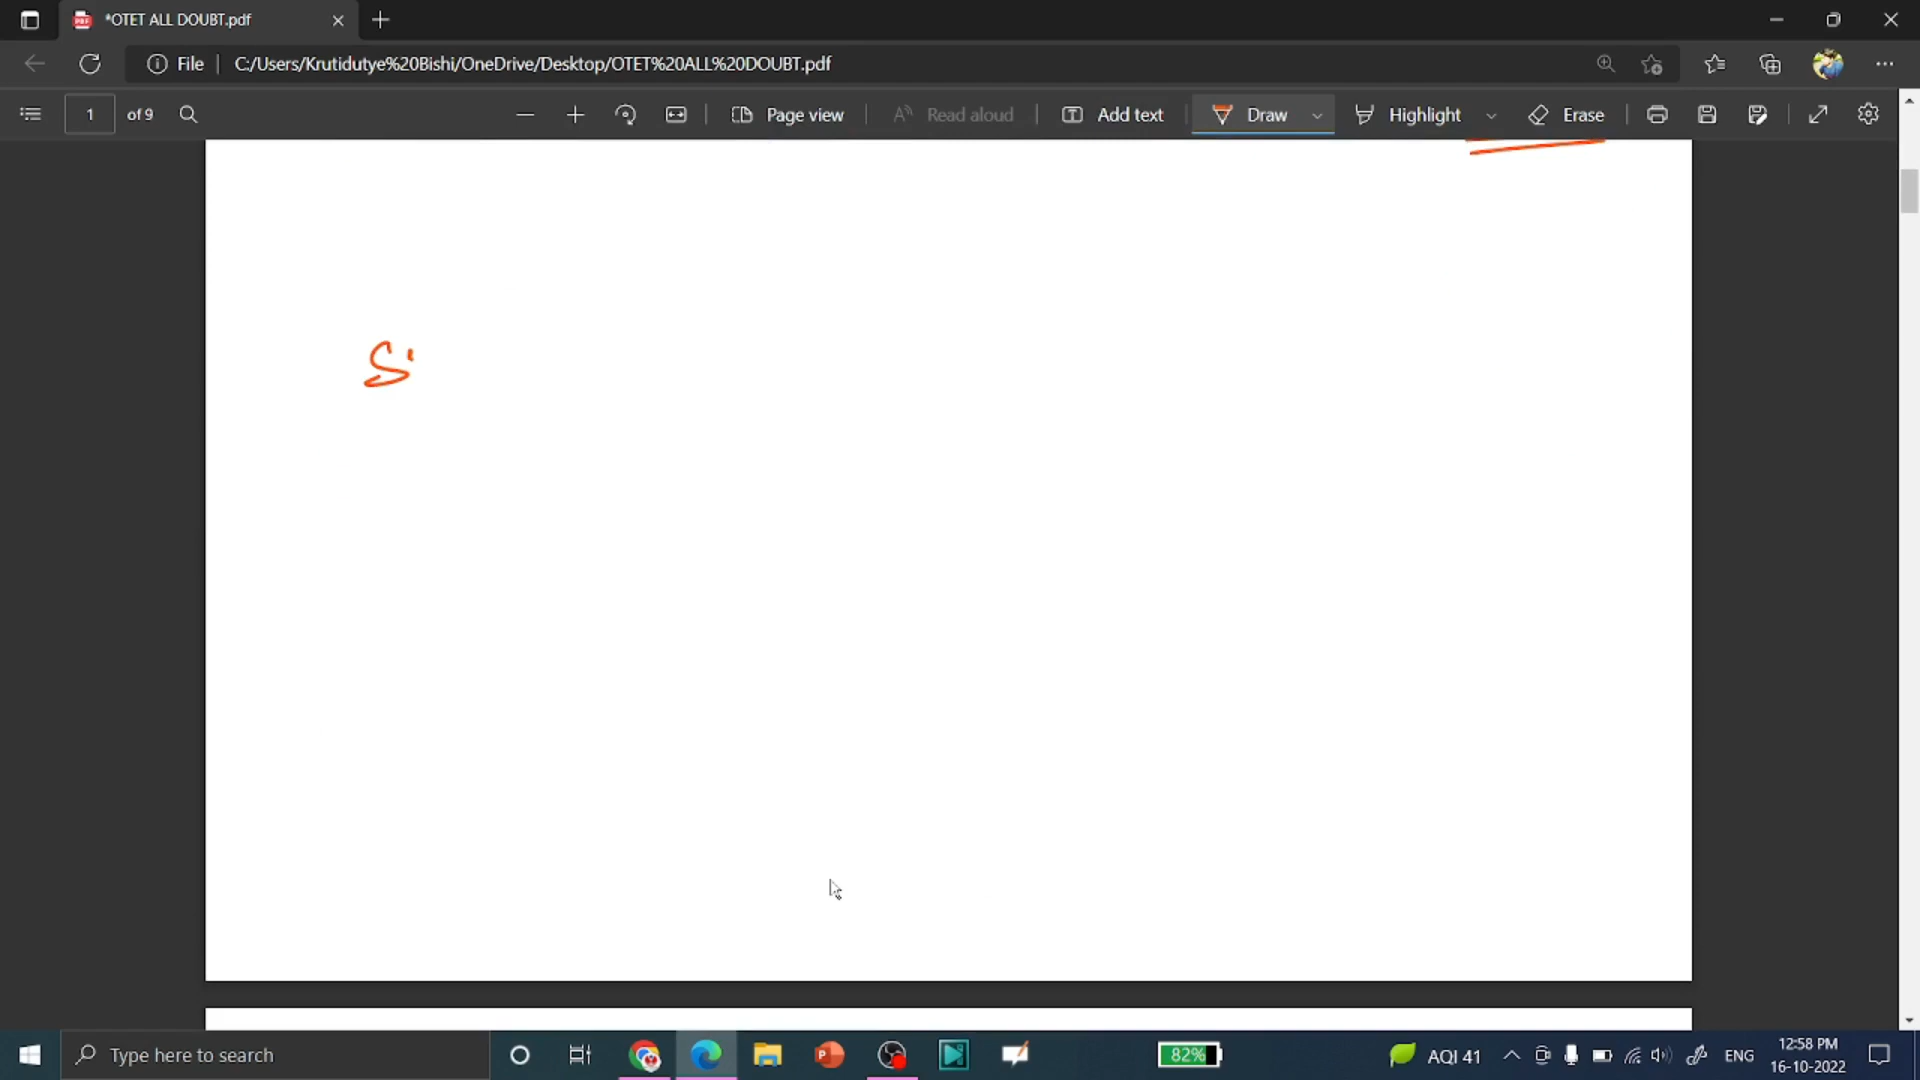 *OTET ALL DOUBT.pdf
File C:/Users/Krutidutye%20Bishi/OneDrive/Desktop/OTET%20ALL%20DOUBT.pdf
1 of 9 Page view Read aloud Add text Draw Highlight Erase
S
Type here to search 82% AQI 41 ENG 12:58 PM
16-10-2022